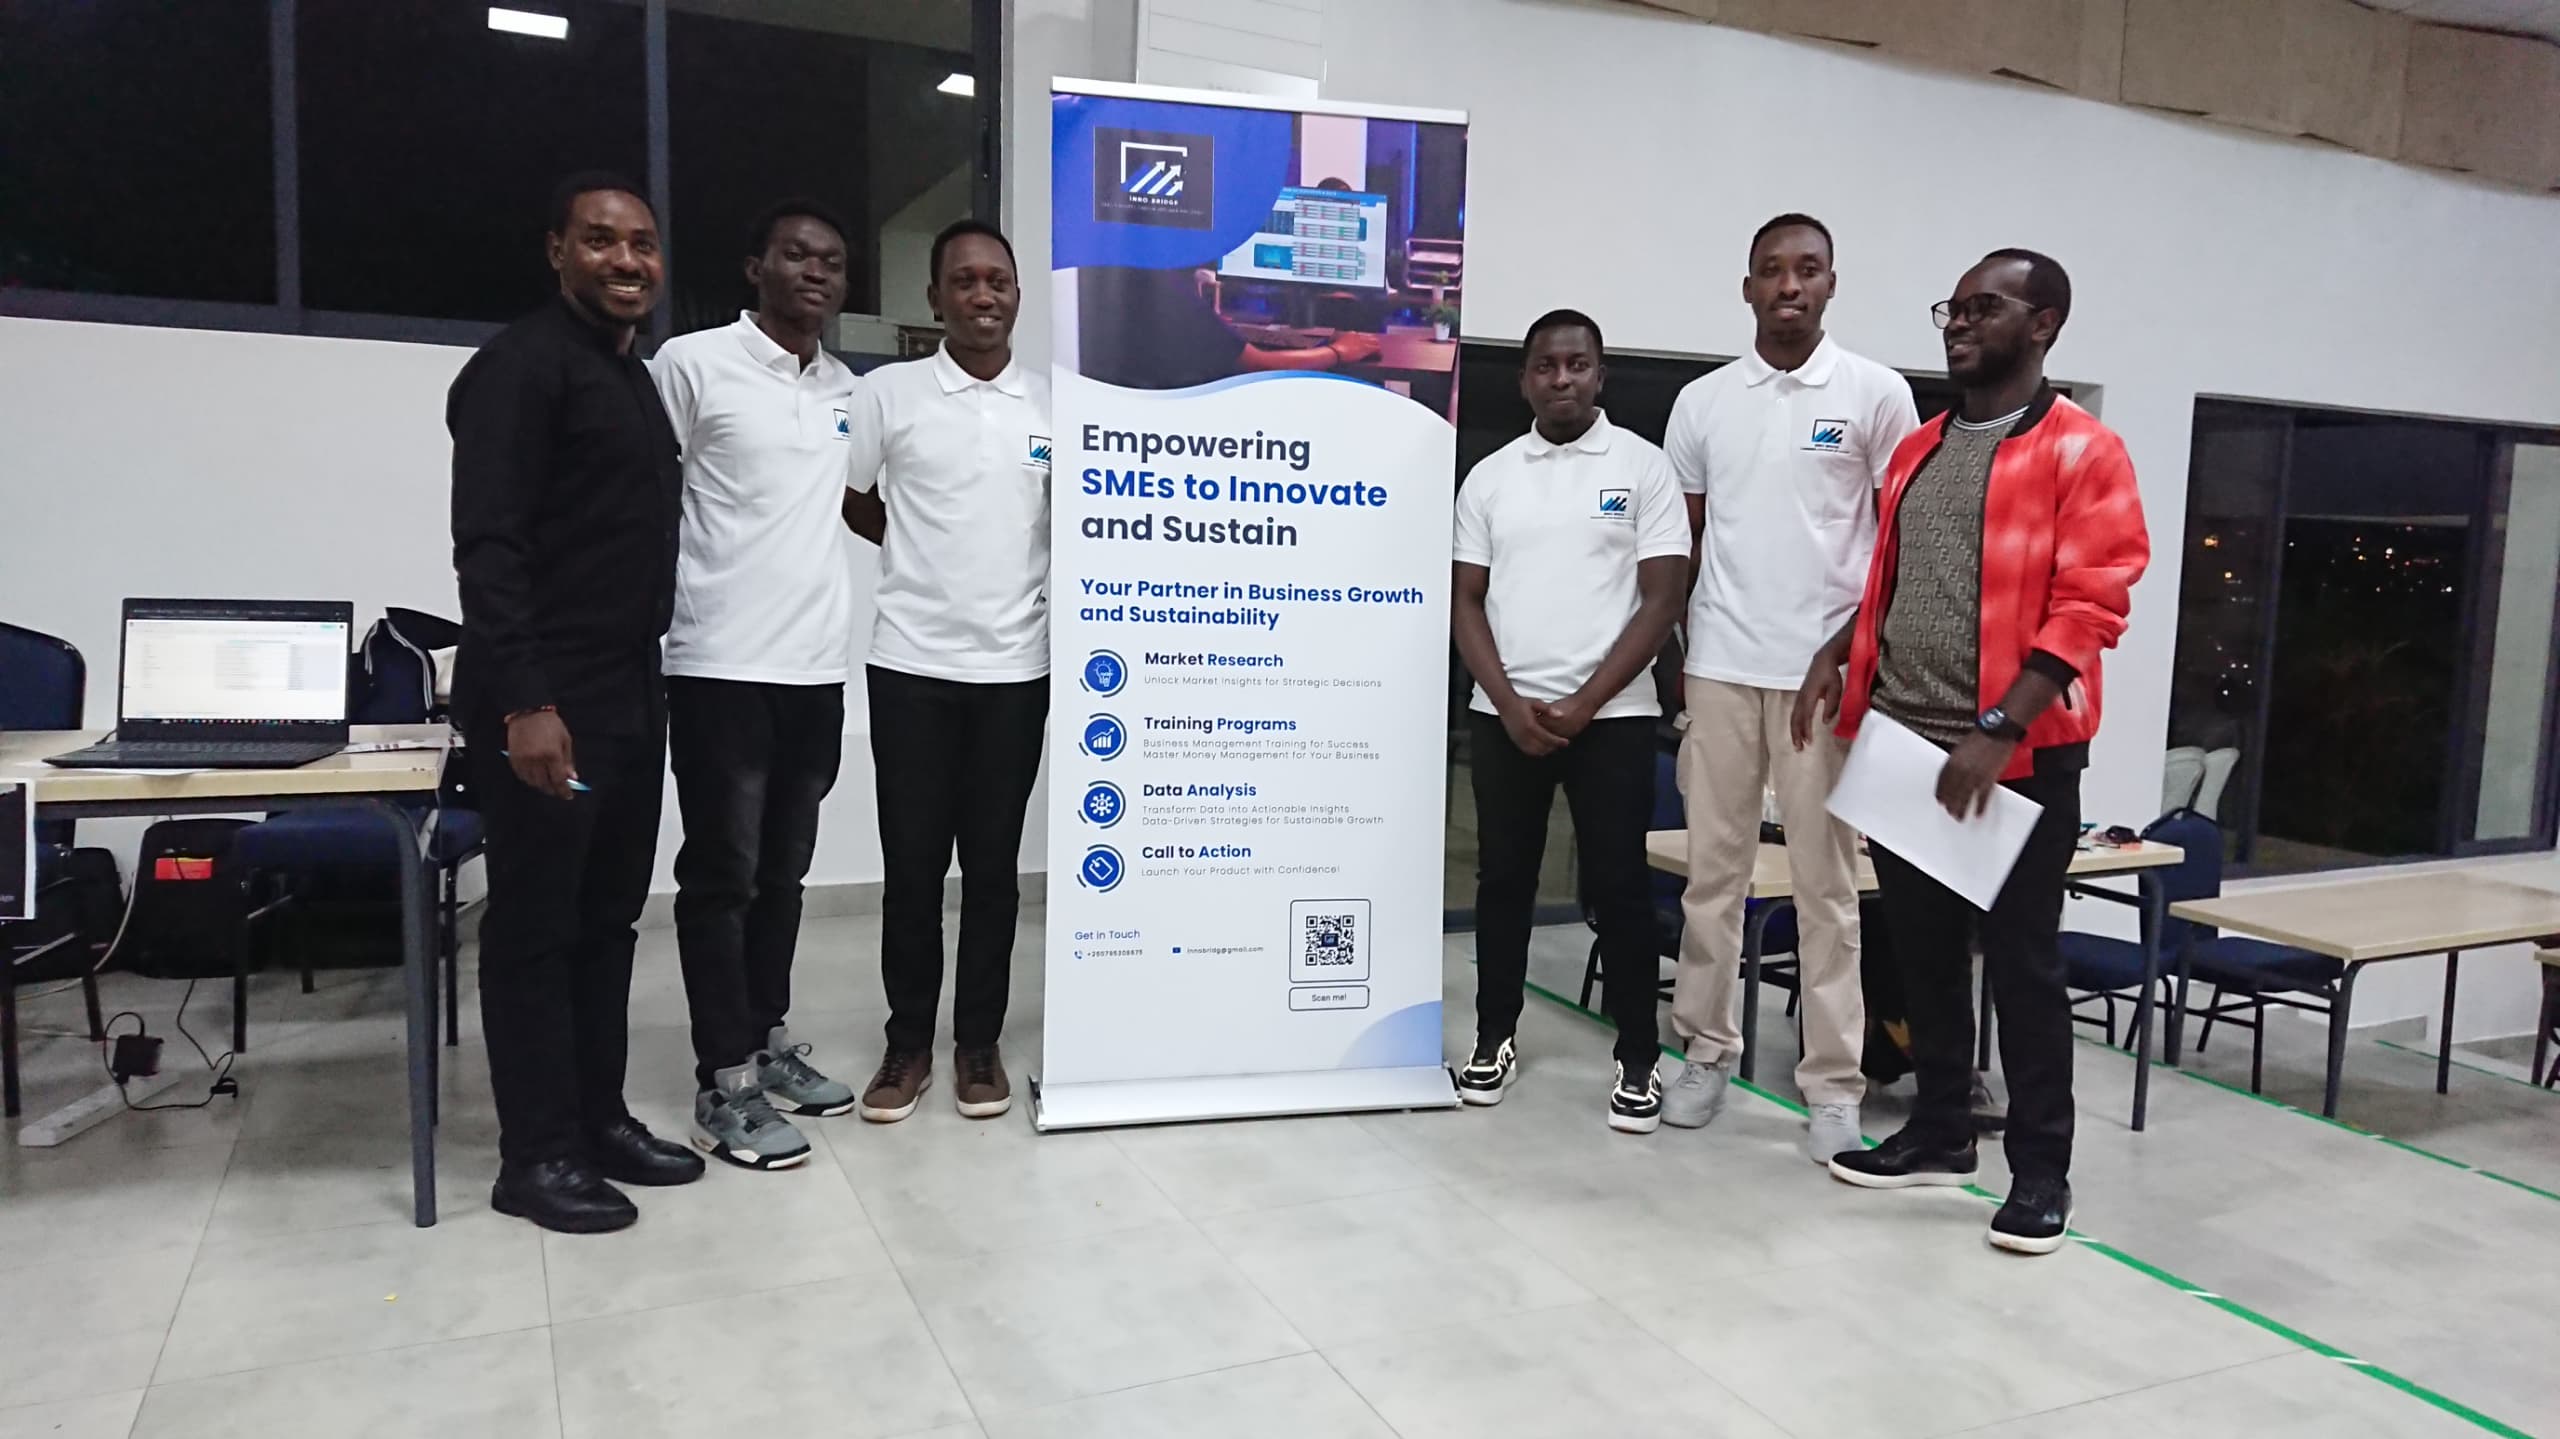 INNO BRIDGE
Empowering
SMEs to Innovate
and Sustain
Your Partner in Business Growth
and Sustainability
Market Research
Unlock Market Insights for Strategic Decisions
Training Programs
Business Management Training for Success
Master Money Management for Your Business
Data Analysis
Transform Data into Actionable Insights
Data-Driven Strategies for Sustainable Growth
Call to Action
Launch Your Product with Confidence!
Get in Touch
innobridg@gmail.com
Scan me!